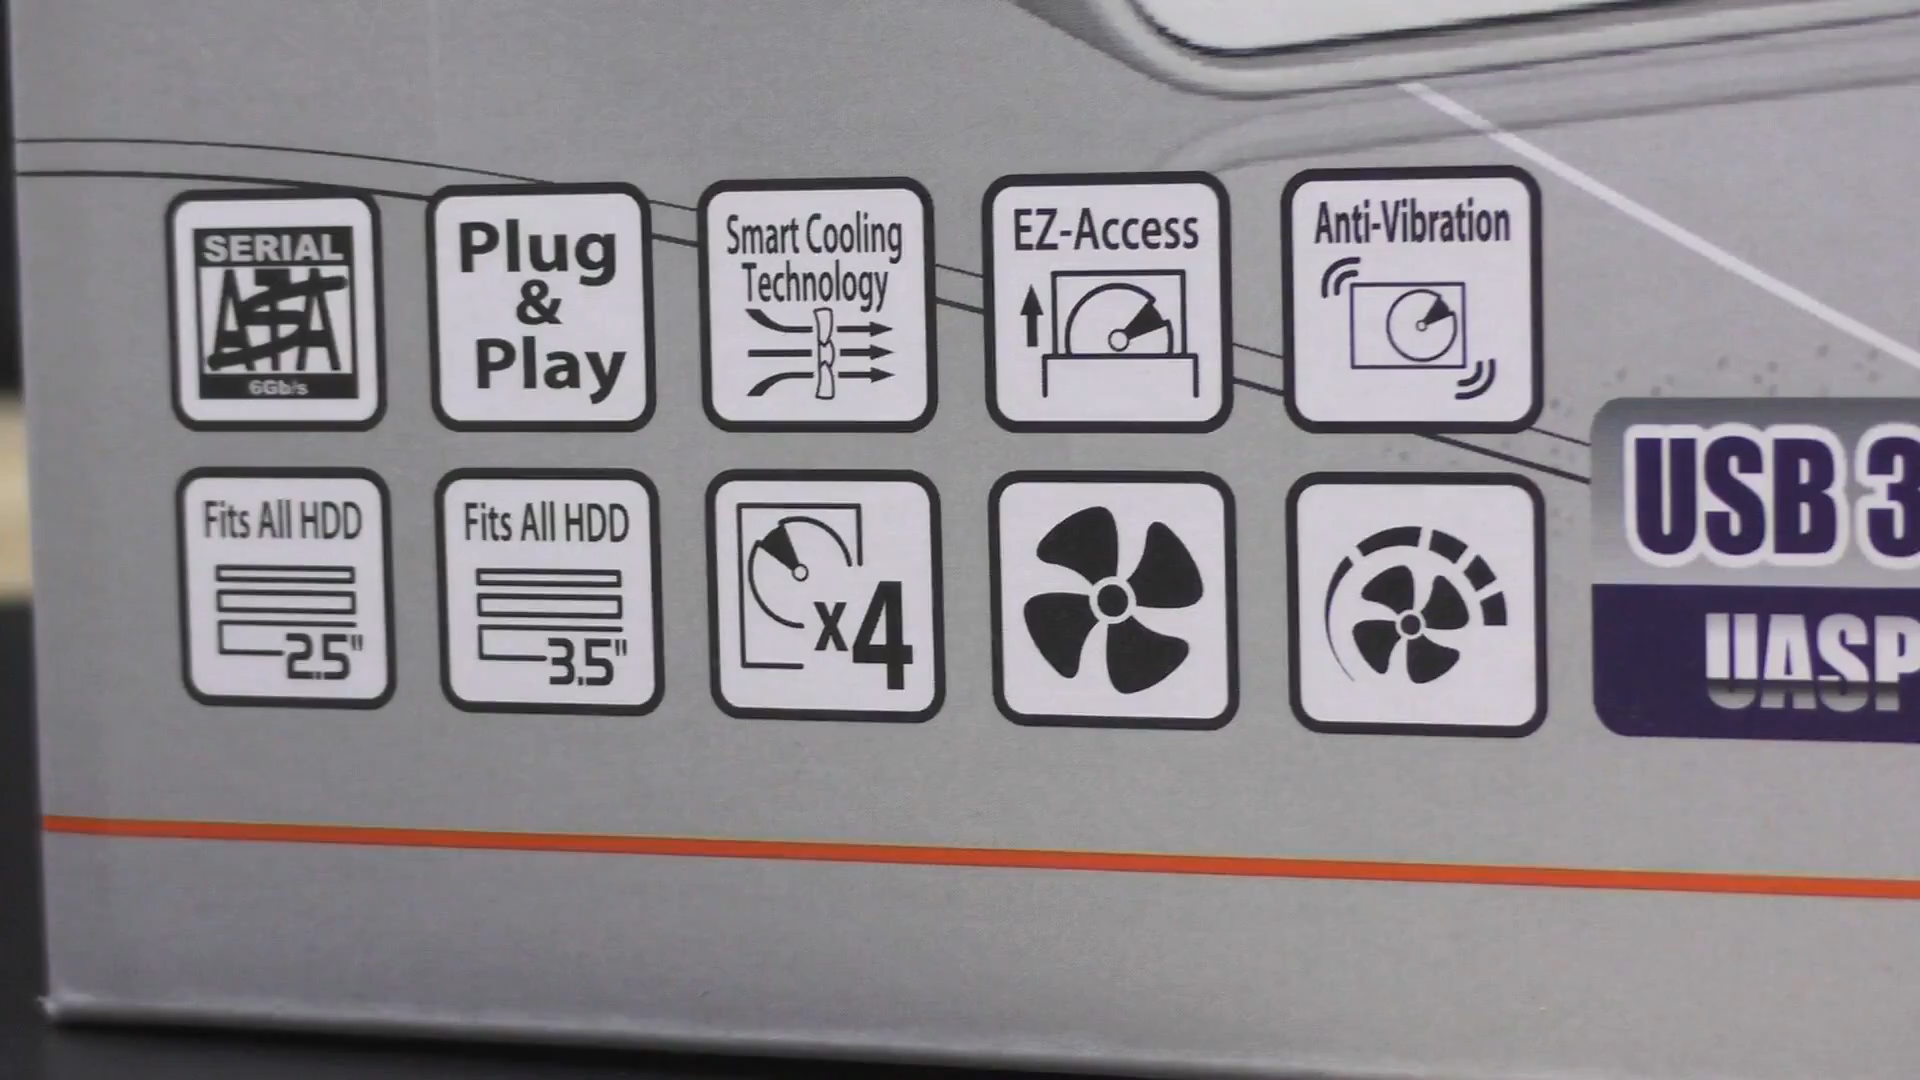 SERIAL
ATA
6Gb/s
Plug
&
Play
Smart Cooling
Technology
EZ-Access
Anti-Vibration
Fits All HDD
2.5"
Fits All HDD
3.5"
x4
USB 3
UASP